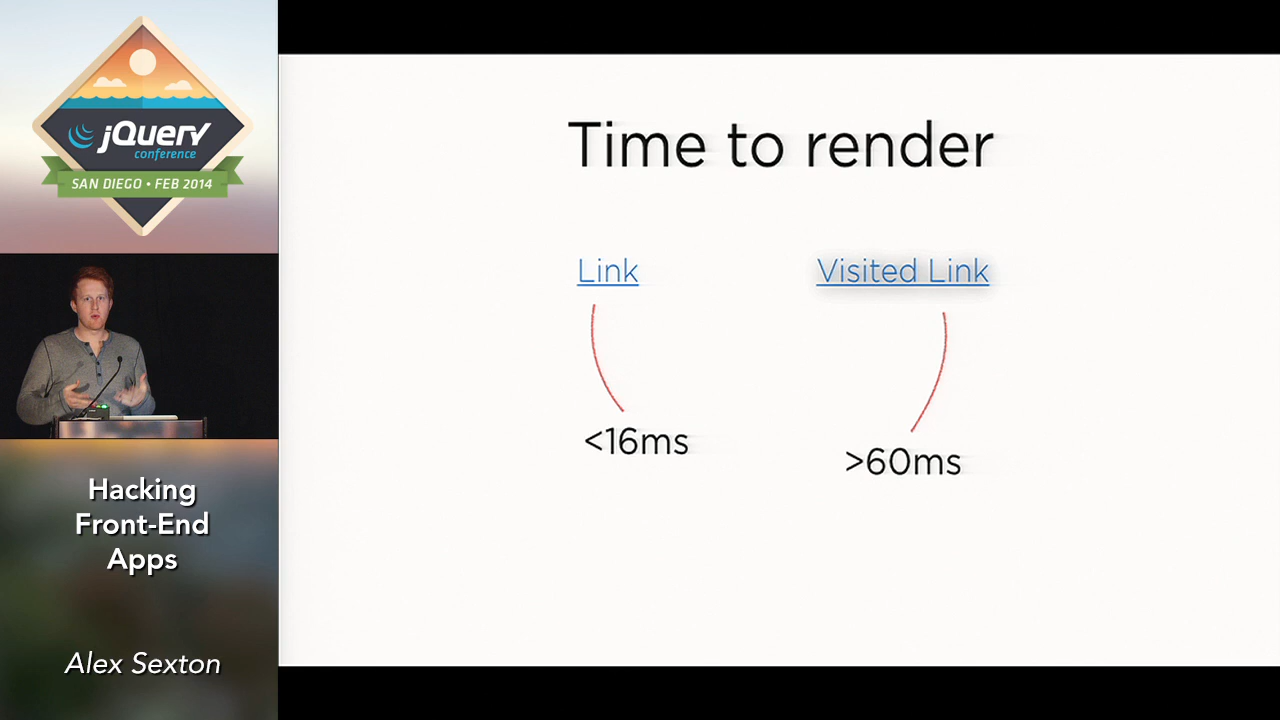 jQuery
conference
SAN DIEGO • FEB 2014
Hacking
Front-End
Apps
Alex Sexton
Time to render
Link
Visited Link
<16ms
>60ms